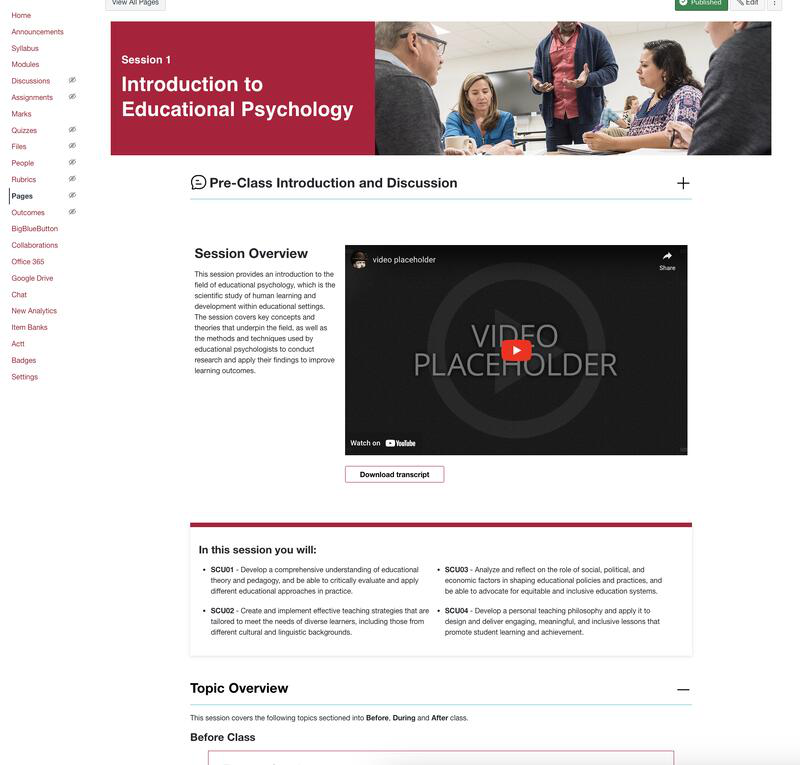 View All Pages
Published
Edit
Home
Announcements
Syllabus
Modules
Discussions
Assignments
Marks
Quizzes
Files
People
Rubrics
Pages
Outcomes
BigBlueButton
Collaborations
Office 365
Google Drive
Chat
New Analytics
Item Banks
Actt
Badges
Settings
Session 1
Introduction to
Educational Psychology
Pre-Class Introduction and Discussion
Session Overview
This session provides an introduction to the
field of educational psychology, which is the
scientific study of human learning and
development within educational settings.
The session covers key concepts and
theories that underpin the field, as well as
the methods and techniques used by
educational psychologists to conduct
research and apply their findings to improve
learning outcomes.
video placeholder
Share
VIDEO
PLACEHOLDER
Watch on YouTube
Download transcript
In this session you will:
• SCU01 - Develop a comprehensive understanding of educational
theory and pedagogy, and be able to critically evaluate and apply
different educational approaches in practice.
• SCU02 - Create and implement effective teaching strategies that are
tailored to meet the needs of diverse learners, including those from
different cultural and linguistic backgrounds.
• SCU03 - Analyze and reflect on the role of social, political, and
economic factors in shaping educational policies and practices, and
be able to advocate for equitable and inclusive education systems.
• SCU04 - Develop a personal teaching philosophy and apply it to
design and deliver engaging, meaningful, and inclusive lessons that
promote student learning and achievement.
Topic Overview
This session covers the following topics sectioned into Before, During and After class.
Before Class